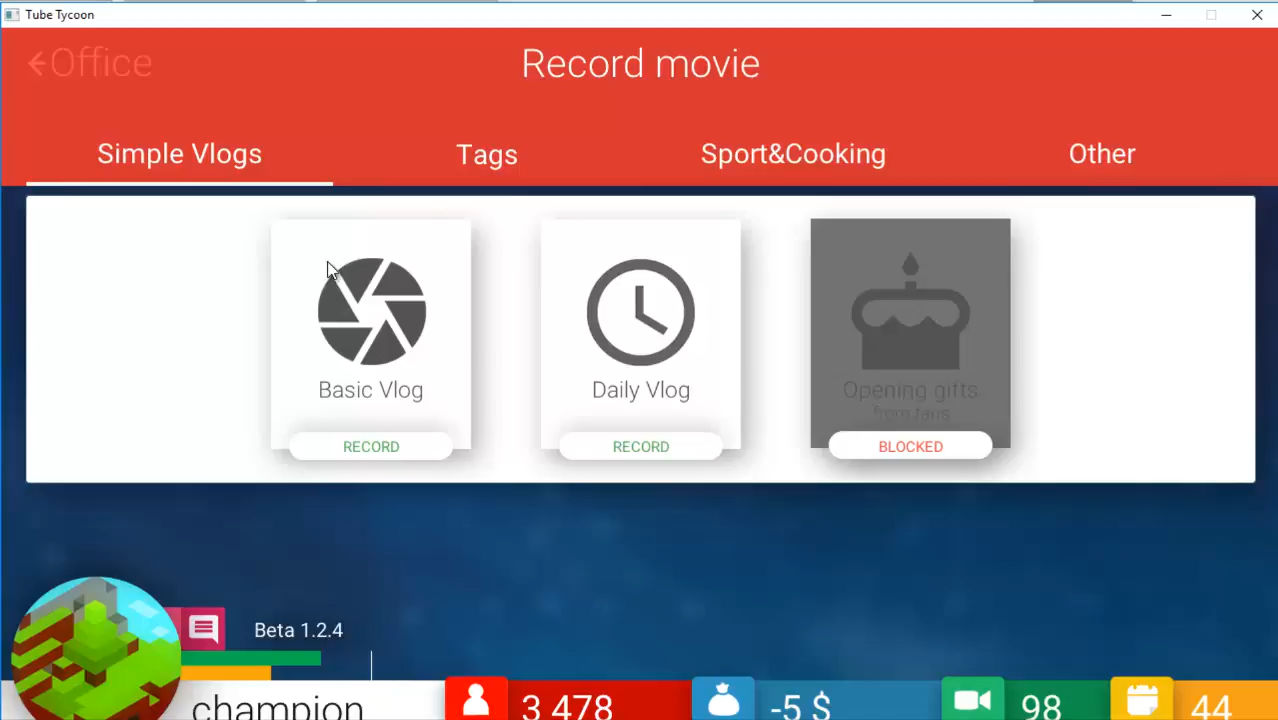 Tube Tycoon
Office
Record movie
Simple Vlogs
Tags
Sport&Cooking
Other
Basic Vlog
RECORD
Daily Vlog
RECORD
Opening gifts
from fans
BLOCKED
Beta 1.2.4
champion
3 478
-5 $
98
44